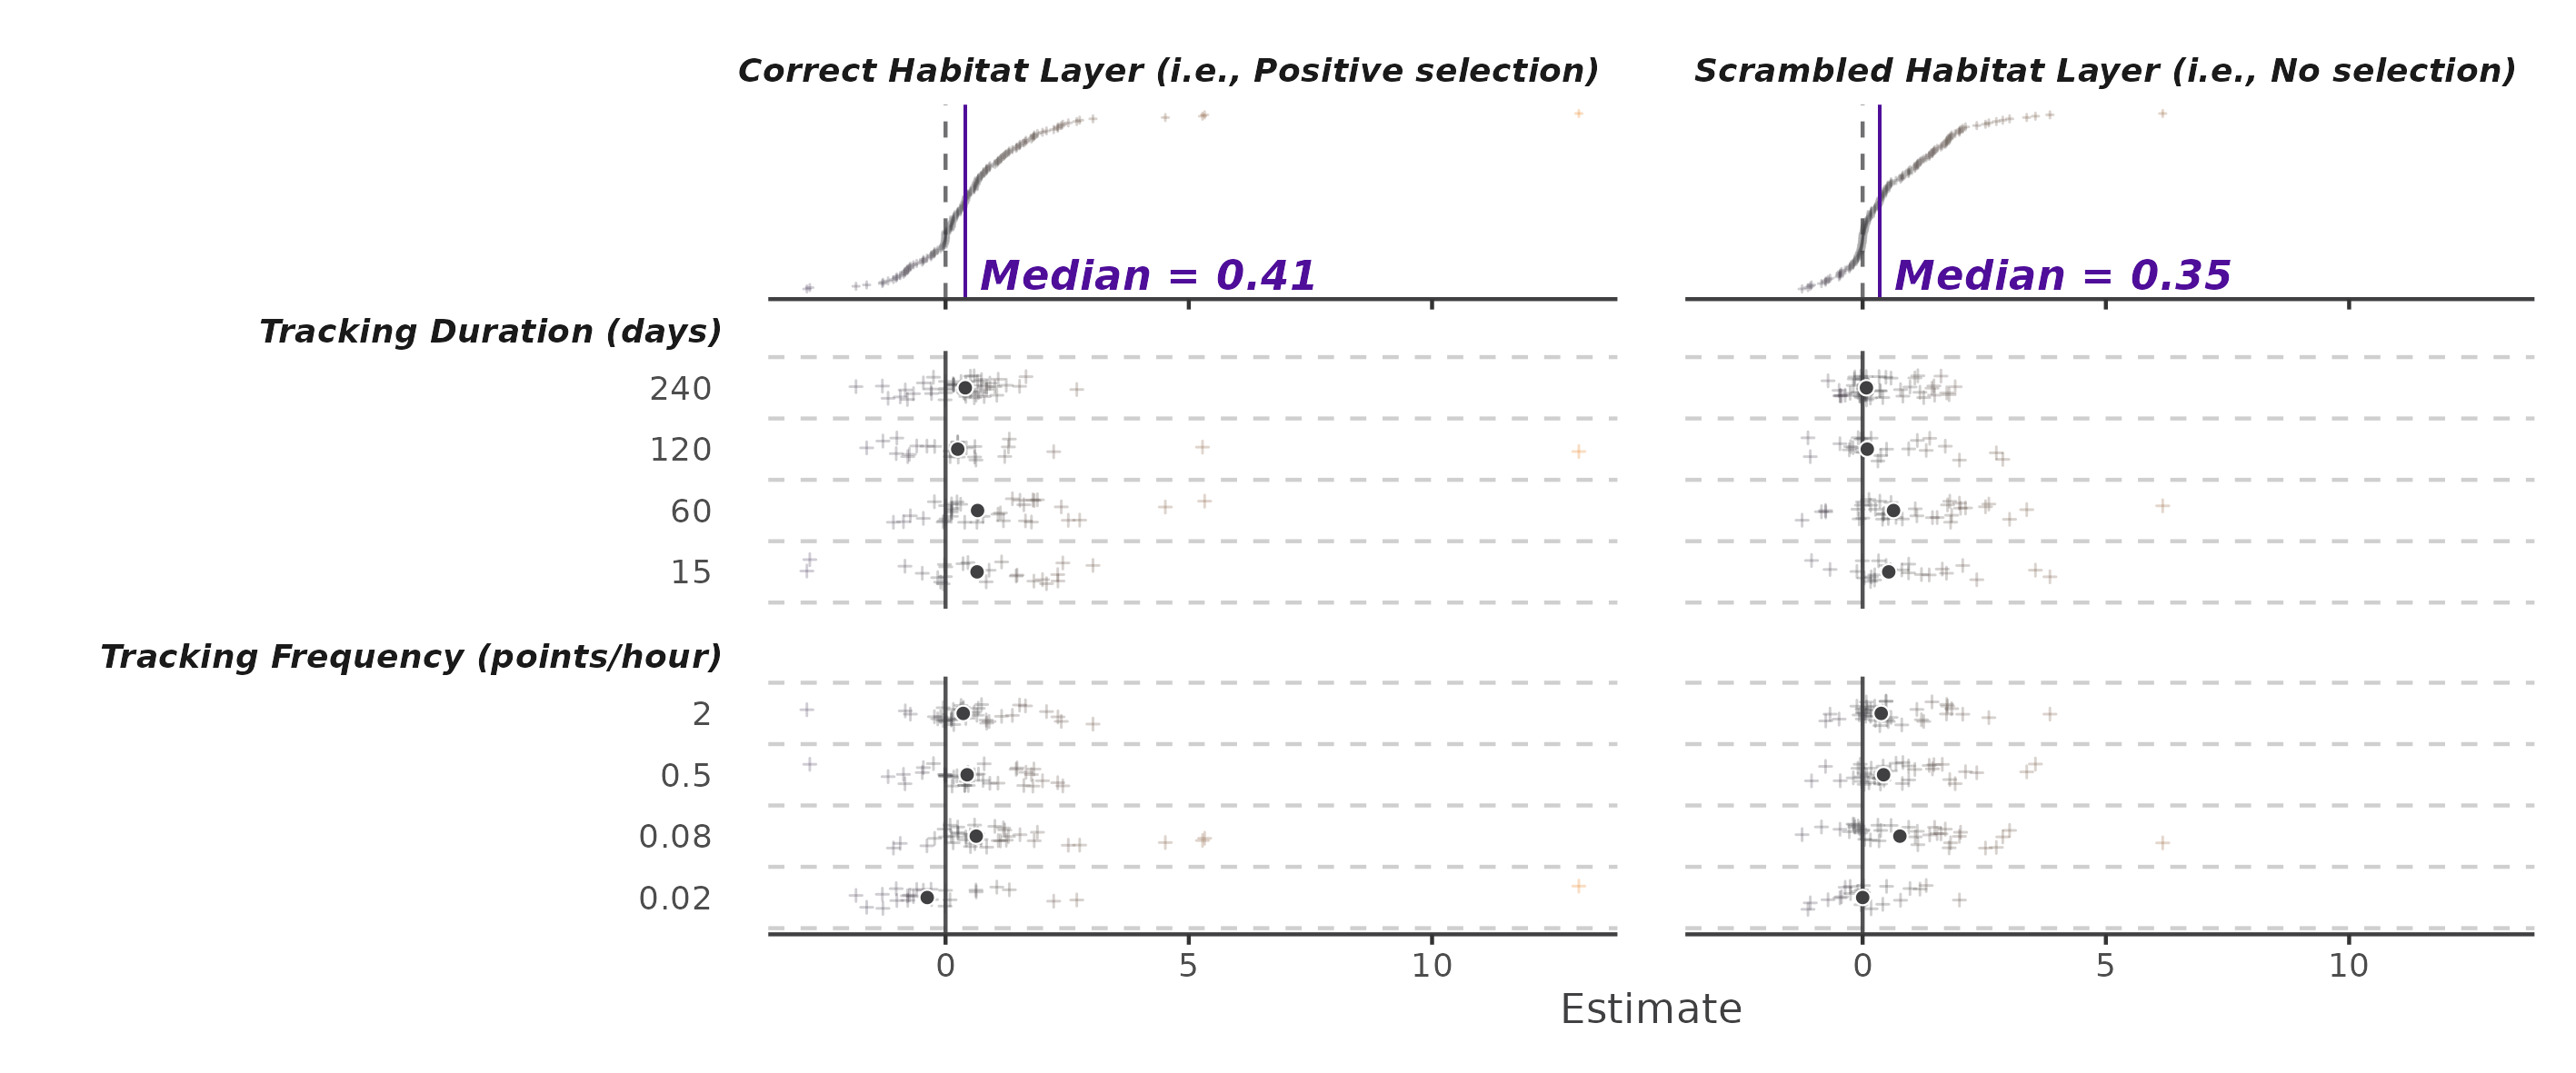 Correct Habitat Layer (i.e., Positive selection)
Scrambled Habitat Layer (i.e., No selection)
Median = 0.41
Median = 0.35
Tracking Duration (days)
240
120
60
15
Tracking Frequency (points/hour)
2
0.5
0.08
0.02
0 5 10
0 5 10
Estimate